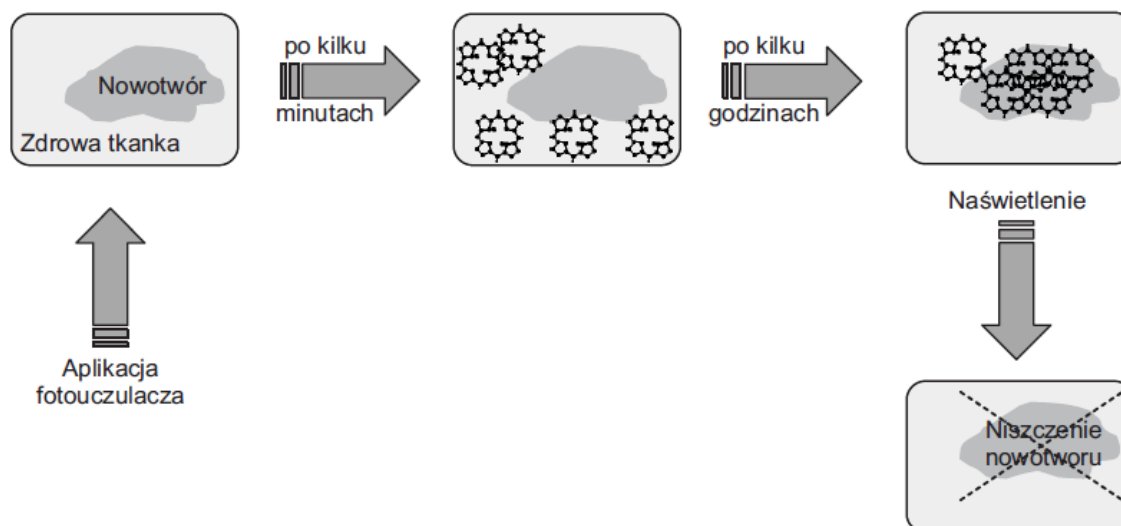 Nowotwór
Zdrowa tkanka
po kilku
minutach
po kilku
godzinach
Naświetlenie
Aplikacja
fotouczulacza
Niszczenie
nowotworu